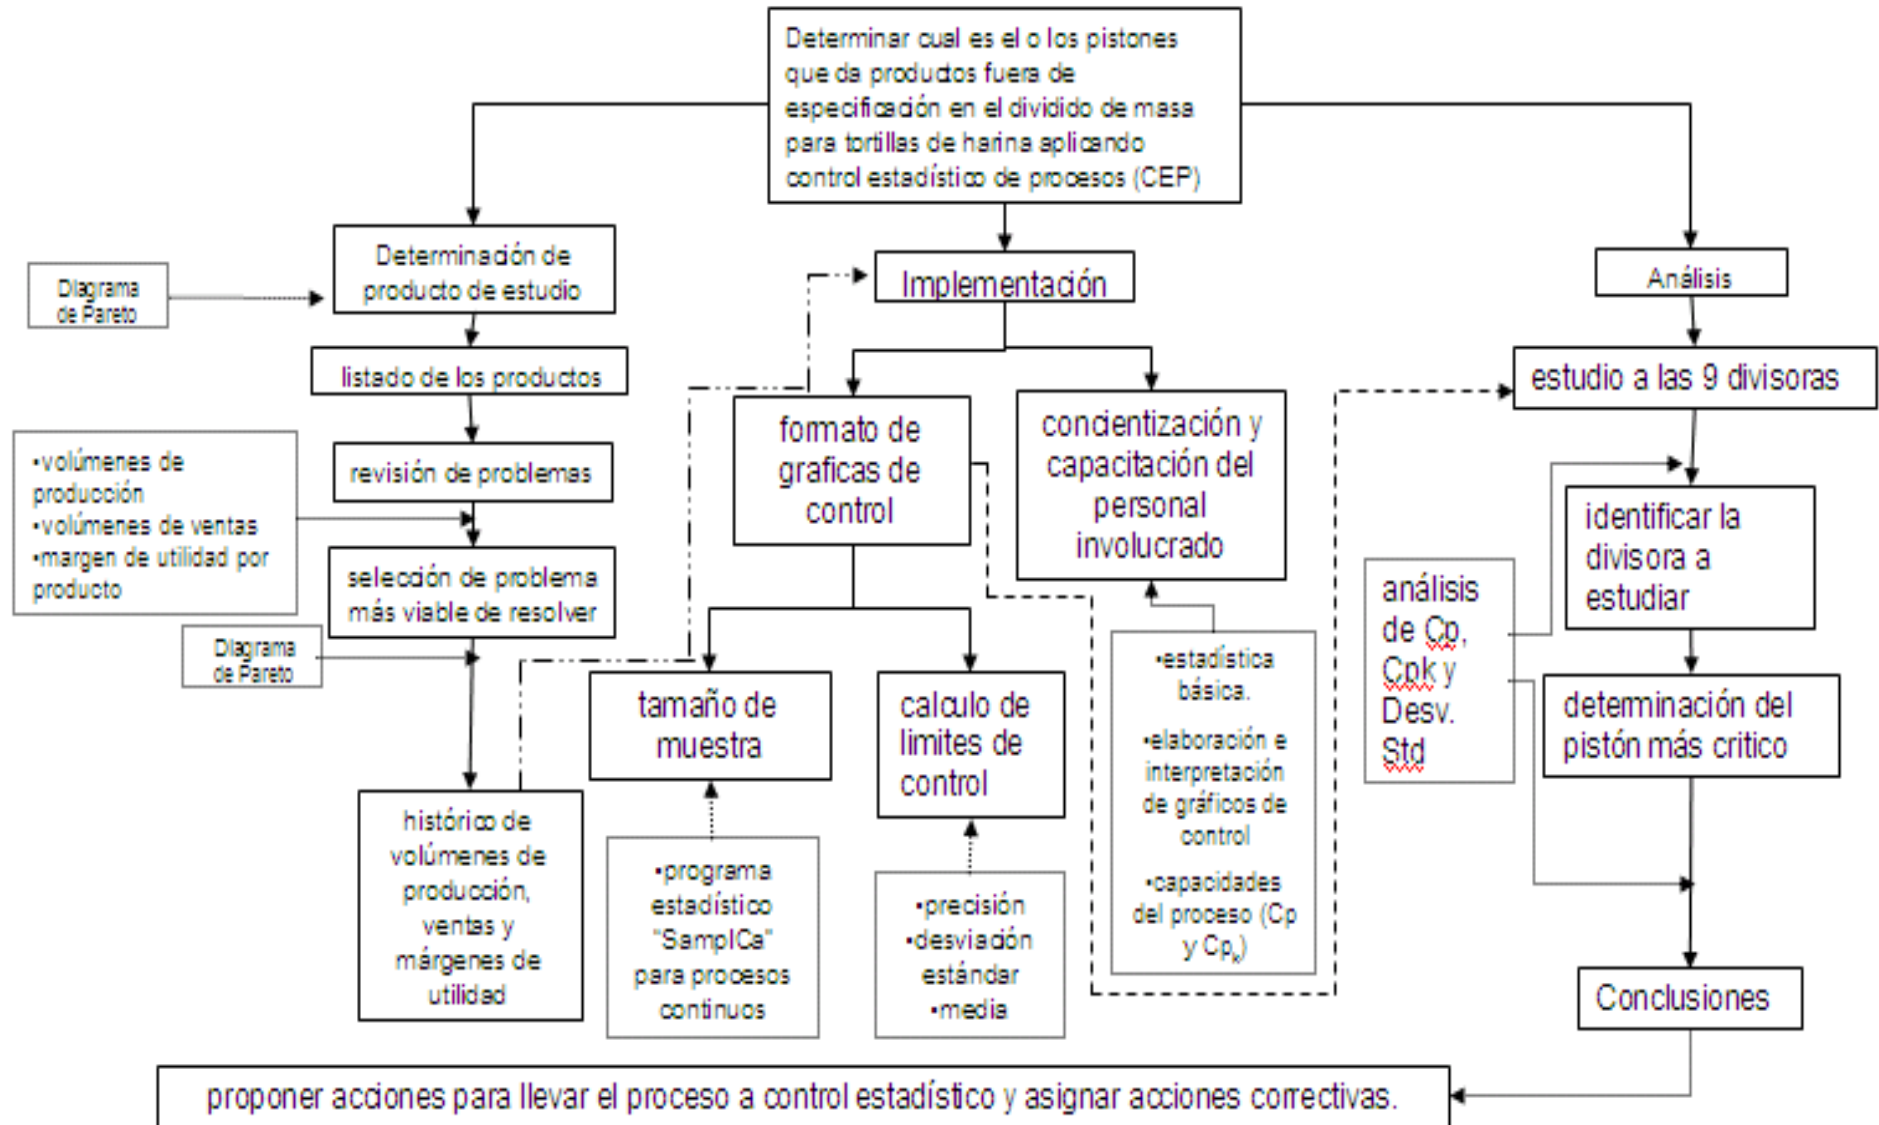 Determinar cual es el o los pistones
que da productos fuera de
especificación en el dividido de masa
para tortillas de harina aplicando
control estadístico de procesos (CEP)
Diagrama
de Pareto
Determinación de
producto de estudio
listado de los productos
revisión de problemas
•volúmenes de
producción
•volúmenes de ventas
•margen de utilidad por
producto
selección de problema
más viable de resolver
Diagrama
de Pareto
histórico de
volúmenes de
producción,
ventas y
márgenes de
utilidad
Implementación
formato de
graficas de
control
concientización y
capacitación del
personal
involucrado
tamaño de
muestra
calculo de
limites de
control
•programa
estadístico
"SamplCa"
para procesos
continuos
•precisión
•desviación
estándar
•media
•estadística
básica.
•elaboración e
interpretación
de gráficos de
control
•capacidades
del proceso (Cp
y Cpk)
Análisis
estudio a las 9 divisoras
identificar la
divisora a
estudiar
análisis
de Cp,
Cpk y
Desv.
Std
determinación del
pistón más critico
Conclusiones
proponer acciones para llevar el proceso a control estadístico y asignar acciones correctivas.